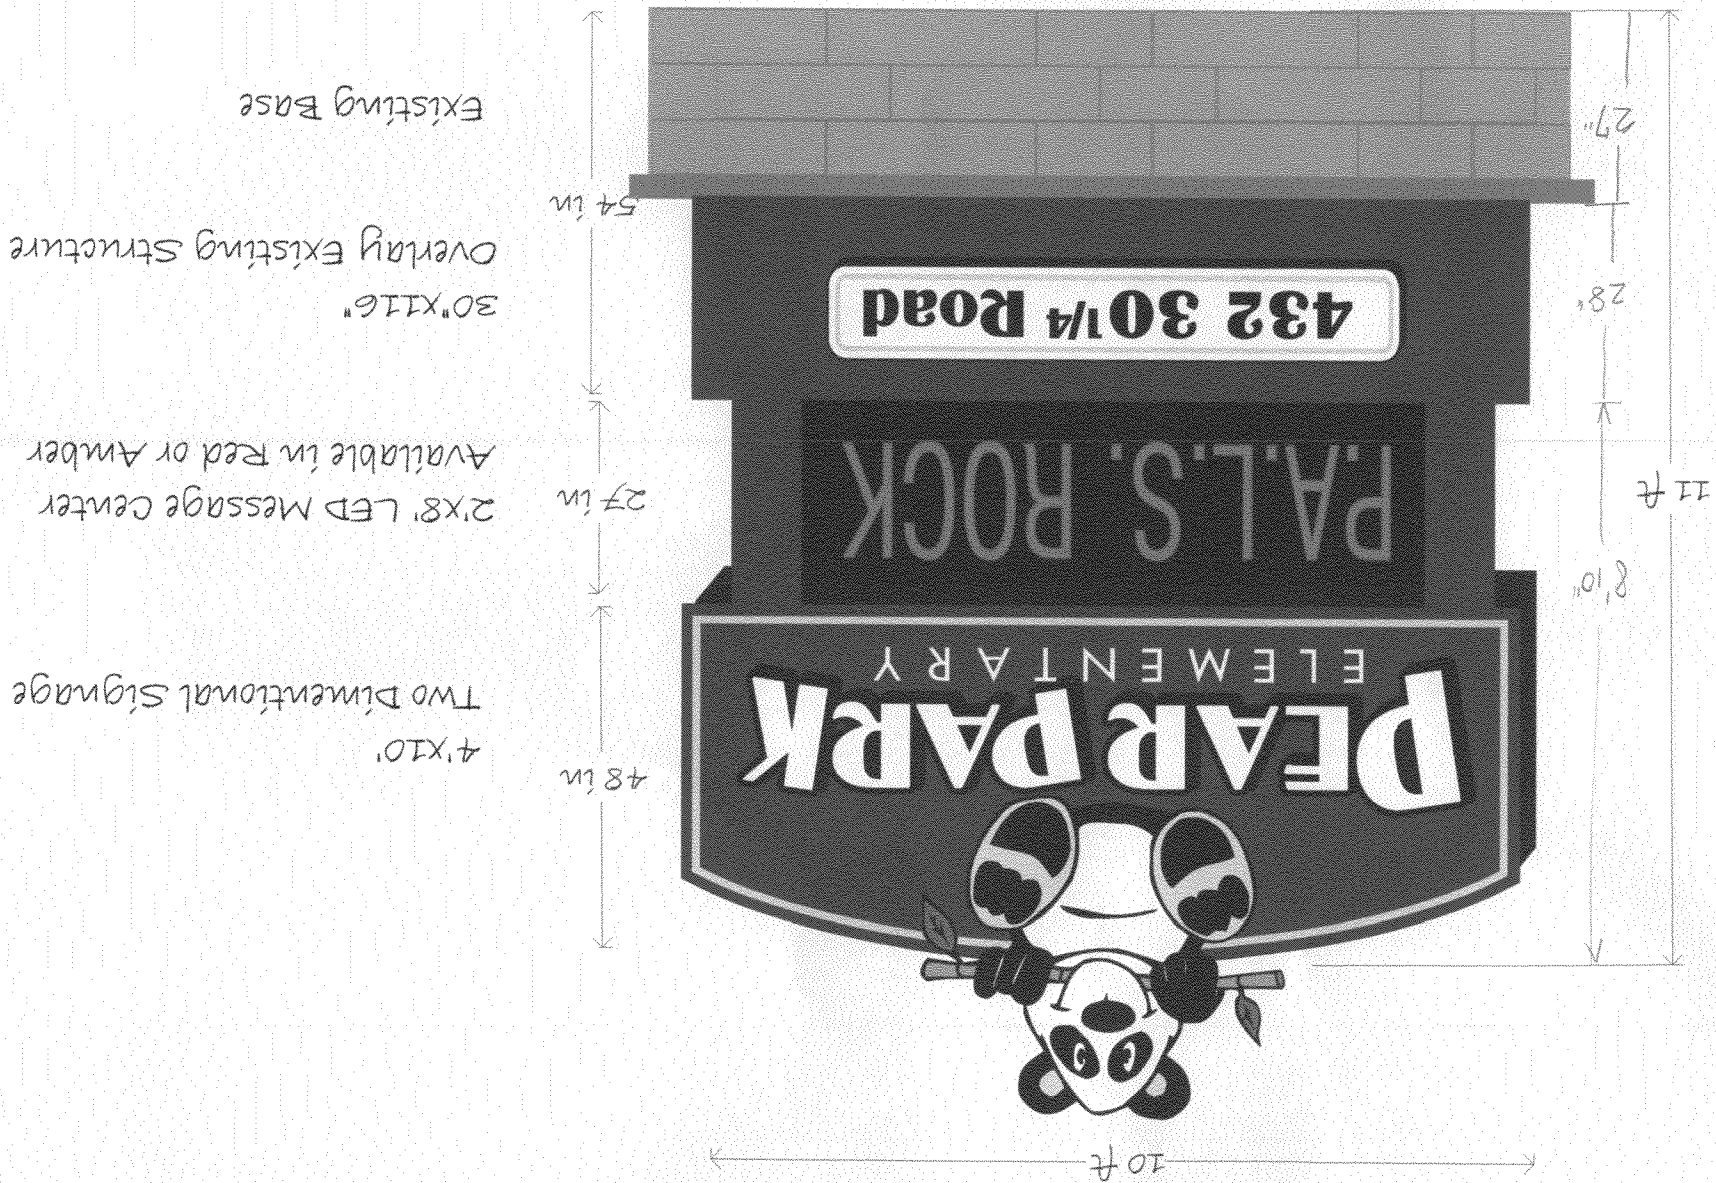 10 ft
PEAR PARK
ELEMENTARY
P.A.L.S. ROCK
432 30 1/4 Road
4'x10'
Two Dimentional Signage
2'x8' LED Message Center
Available in Red or Amber
30"x116"
Overlay Existing Structure
Existing Base
48 in
27 in
54 in
11 ft
8'10"
28"
27"